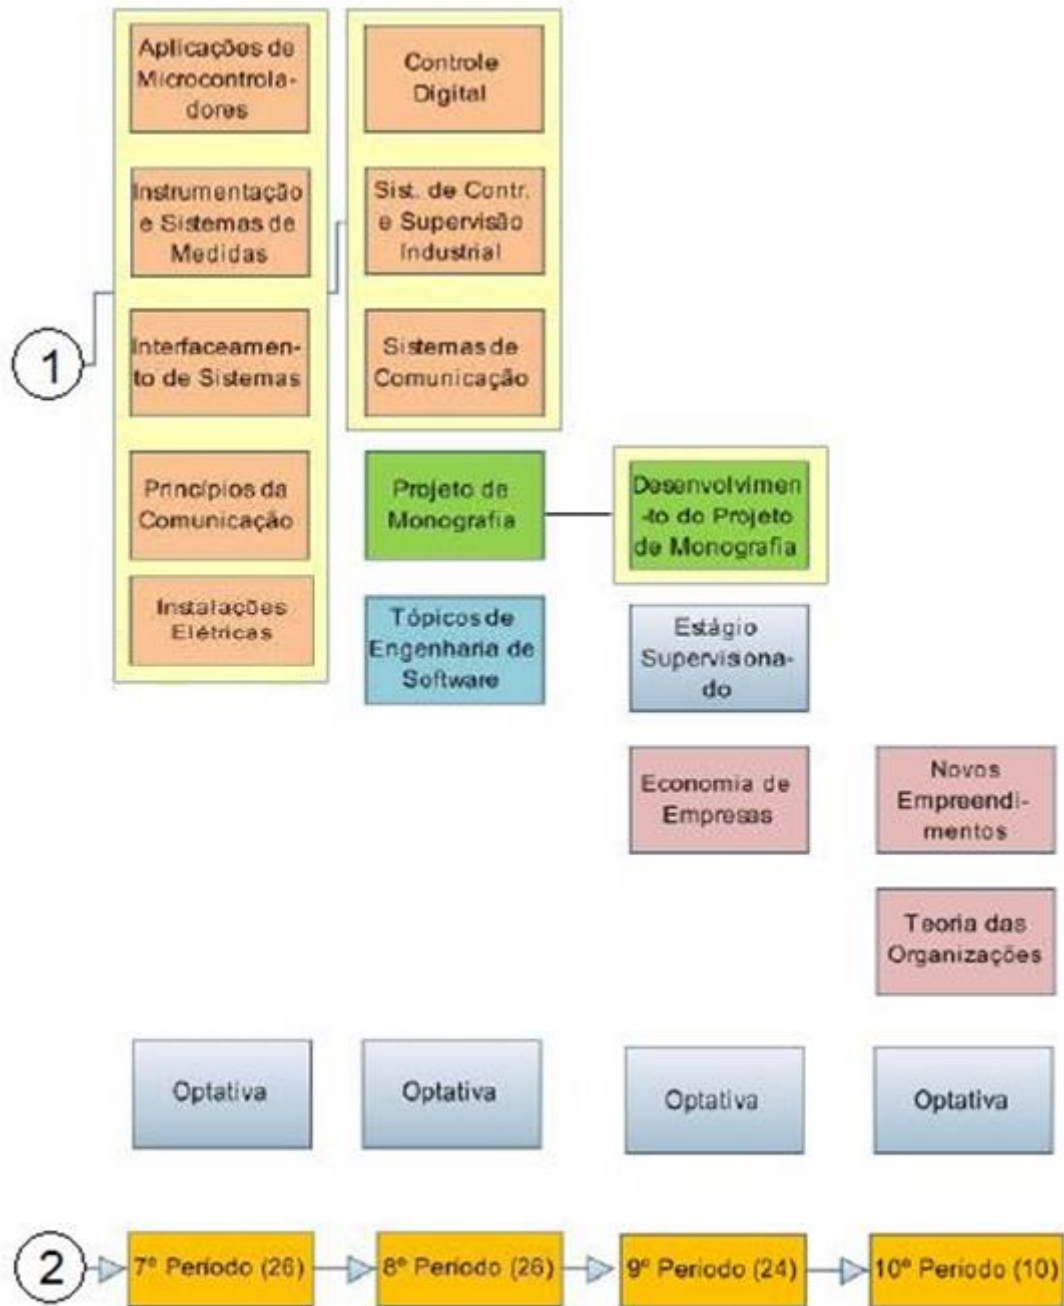 Aplicações de
Microcontrola-
dores
Instrumentação
e Sistemas de
Medidas
1
Interfaceamen-
to de Sistemas
Princípios da
Comunicação
Instalações
Elétricas
Controle
Digital
Sist. de Contr.
e Supervisão
Industrial
Sistemas de
Comunicação
Projeto de
Monografia
Tópicos de
Engenharia de
Software
Desenvolvimen
-to do Projeto
de Monografia
Estágio
Supervisiona-
do
Economia de
Empresas
Novos
Empreendi-
mentos
Teoria das
Organizações
Optativa
Optativa
Optativa
Optativa
2
7º Período (26)
8º Período (26)
9º Período (24)
10º Período (10)